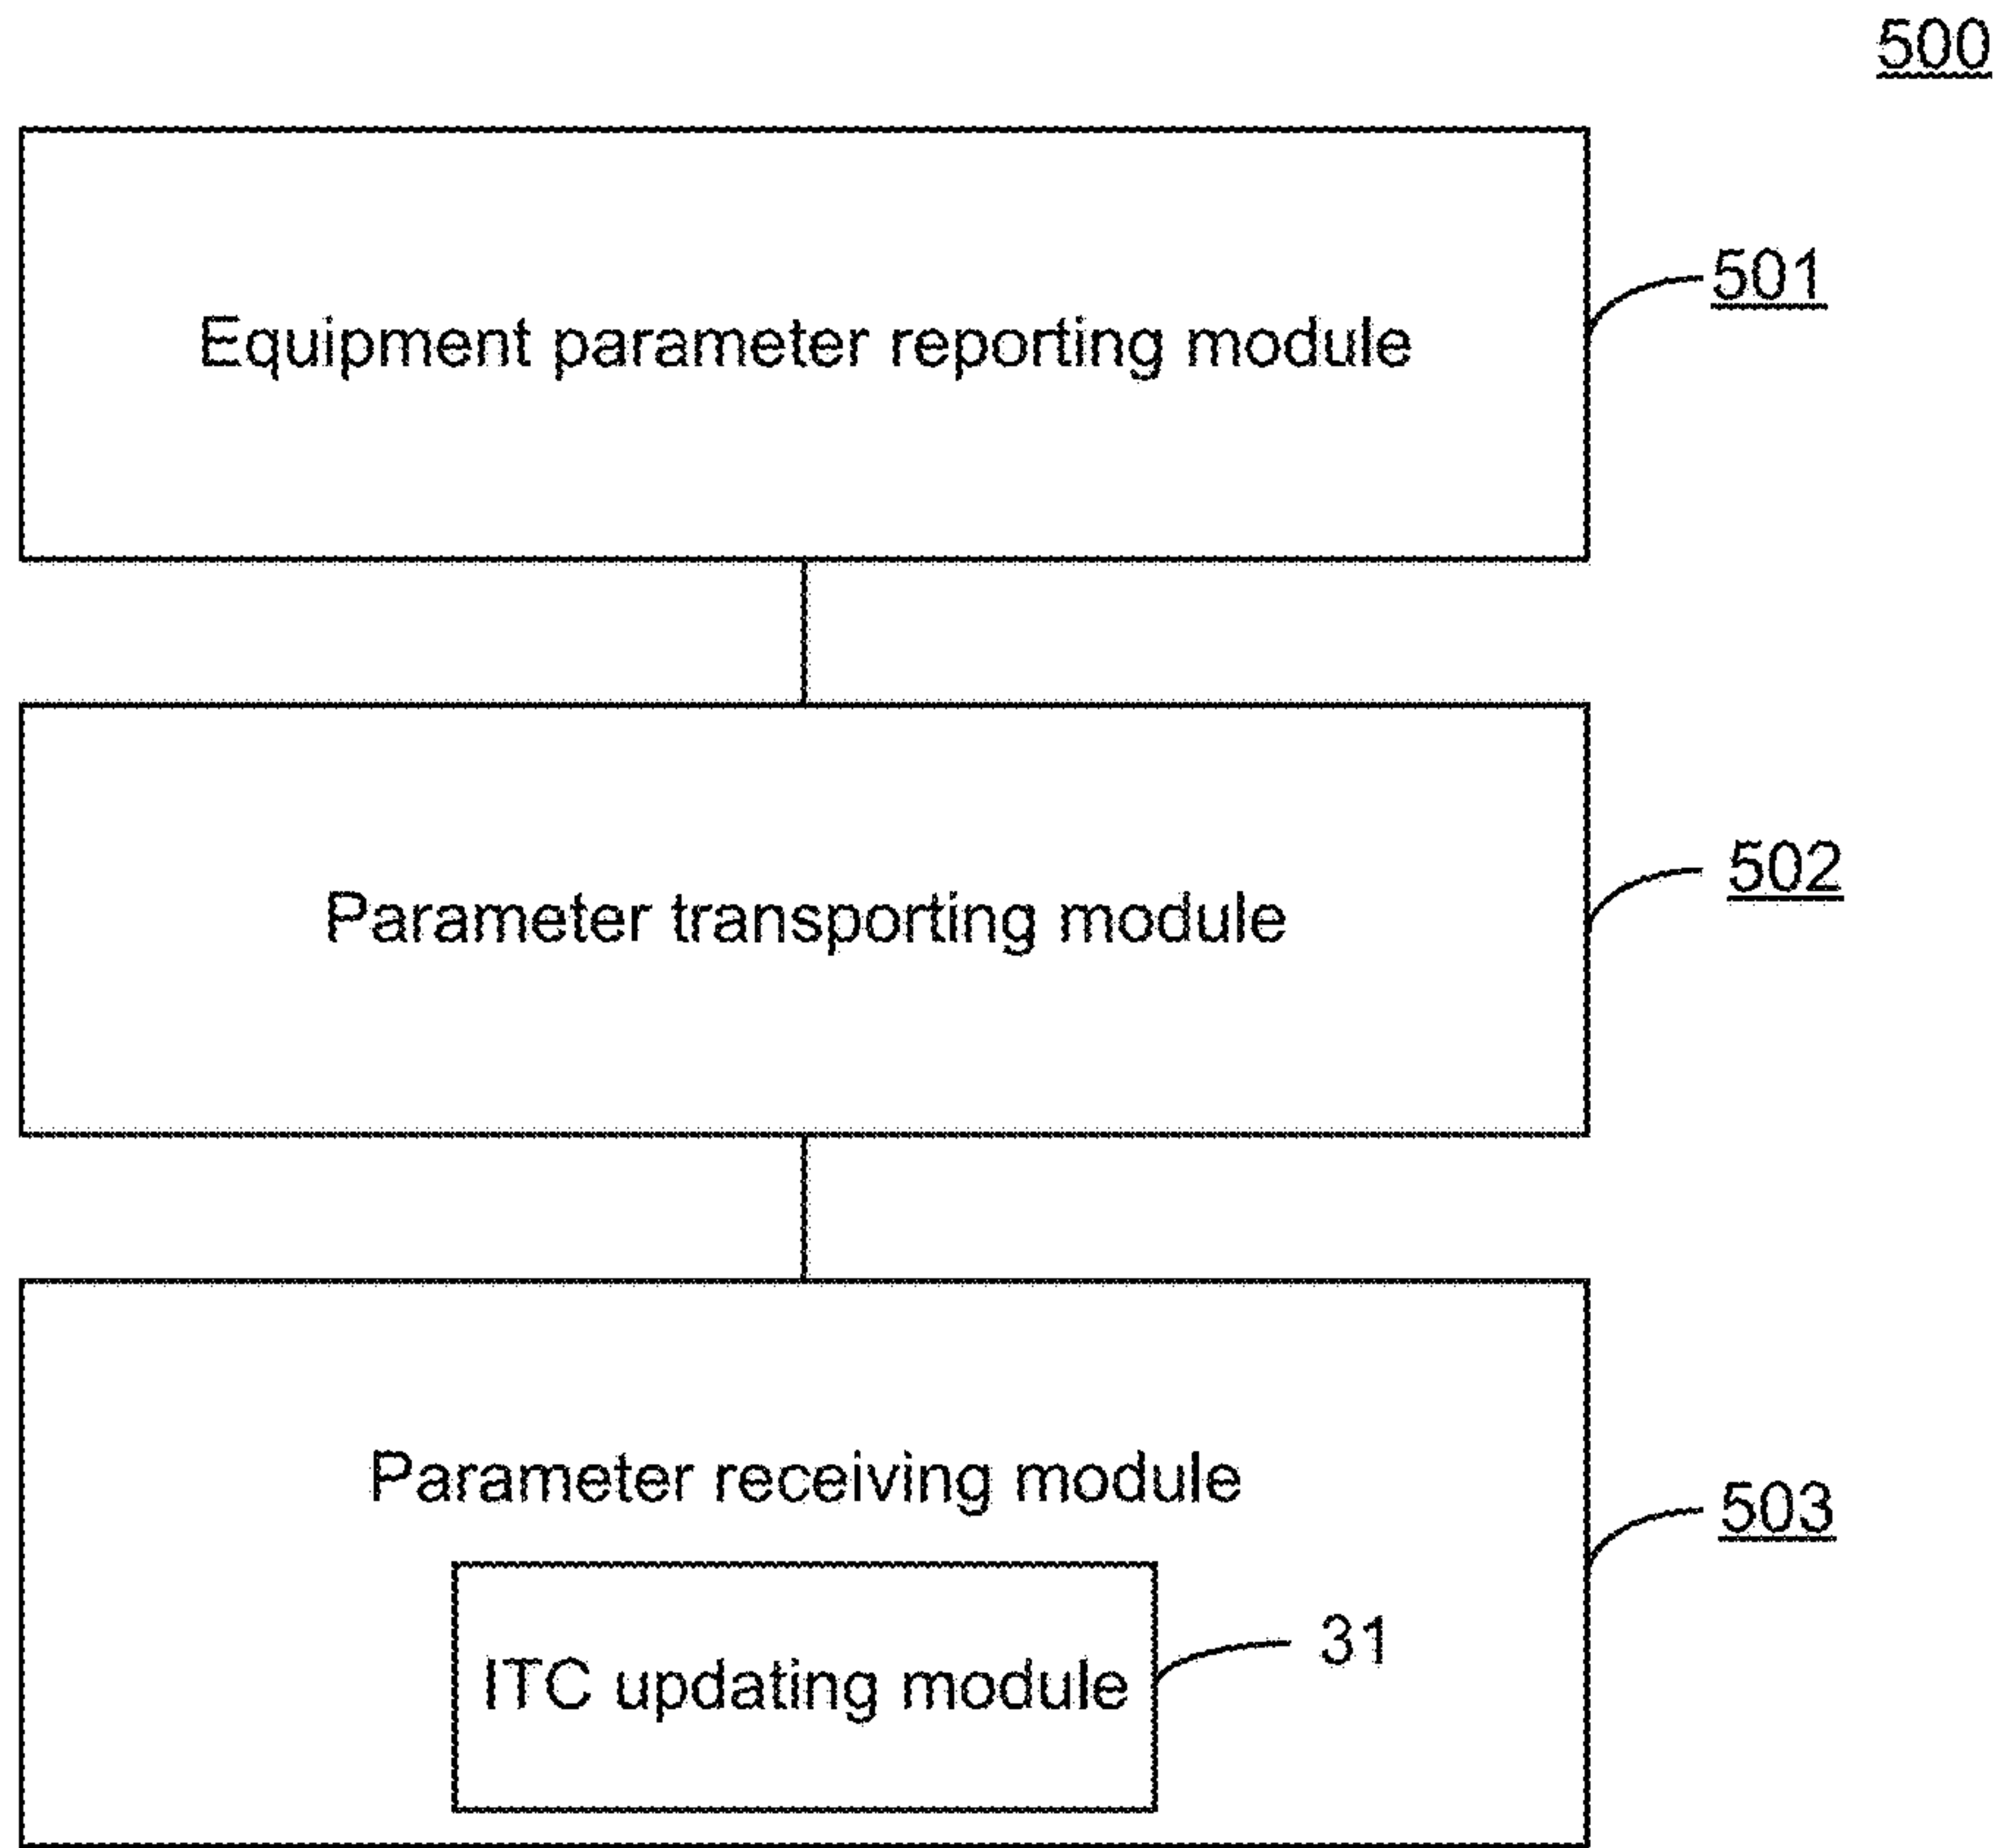 500
Equipment parameter reporting module
501
Parameter transporting module
502
Parameter receiving module
503
ITC updating module
31